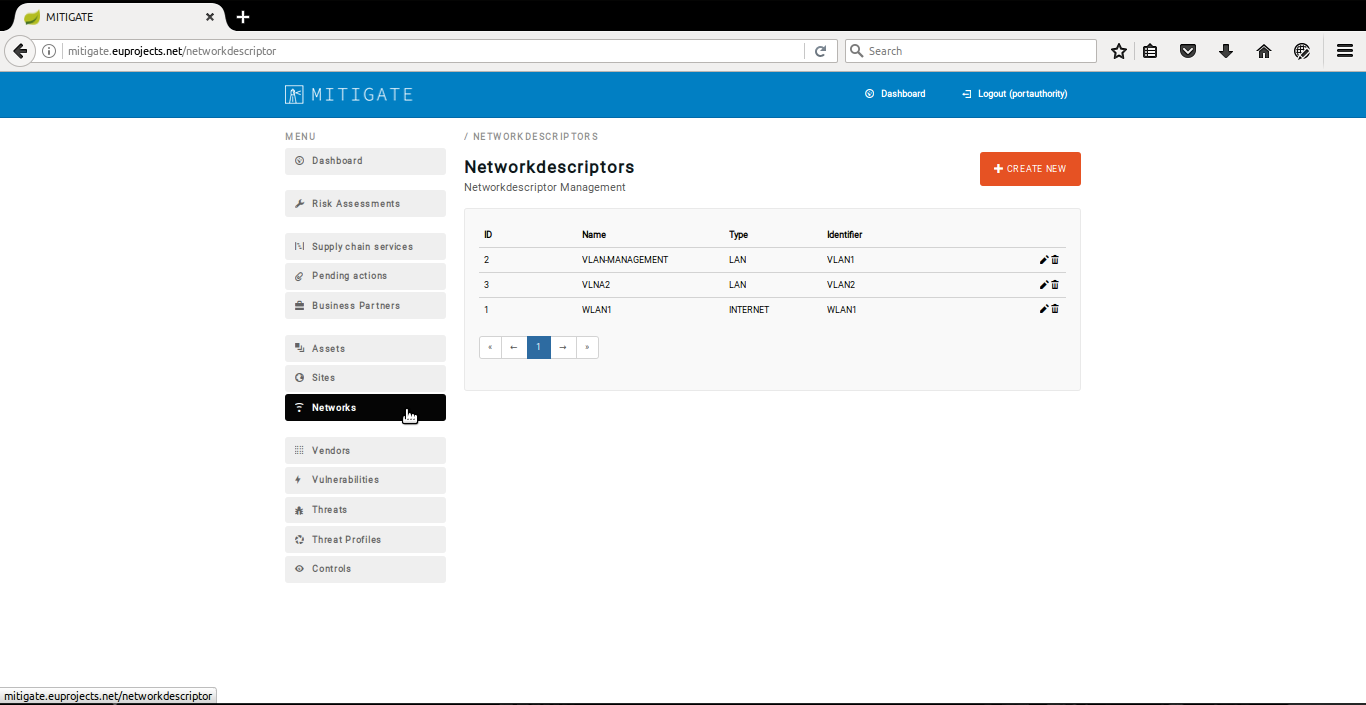 MITIGATE
mitigate.euprojects.net/networkdescriptor
Search
MITIGATE
Dashboard
Logout (portauthority)
MENU
Dashboard
Risk Assessments
Supply chain services
Pending actions
Business Partners
Assets
Sites
Networks
Vendors
Vulnerabilities
Threats
Threat Profiles
Controls
/ NETWORKDESCRIPTORS
Networkdescriptors
Networkdescriptor Management
CREATE NEW
ID Name Type Identifier
2 VLAN-MANAGEMENT LAN VLAN1
3 VLNA2 LAN VLAN2
1 WLAN1 INTERNET WLAN1
« ← 1 → »
mitigate.euprojects.net/networkdescriptor